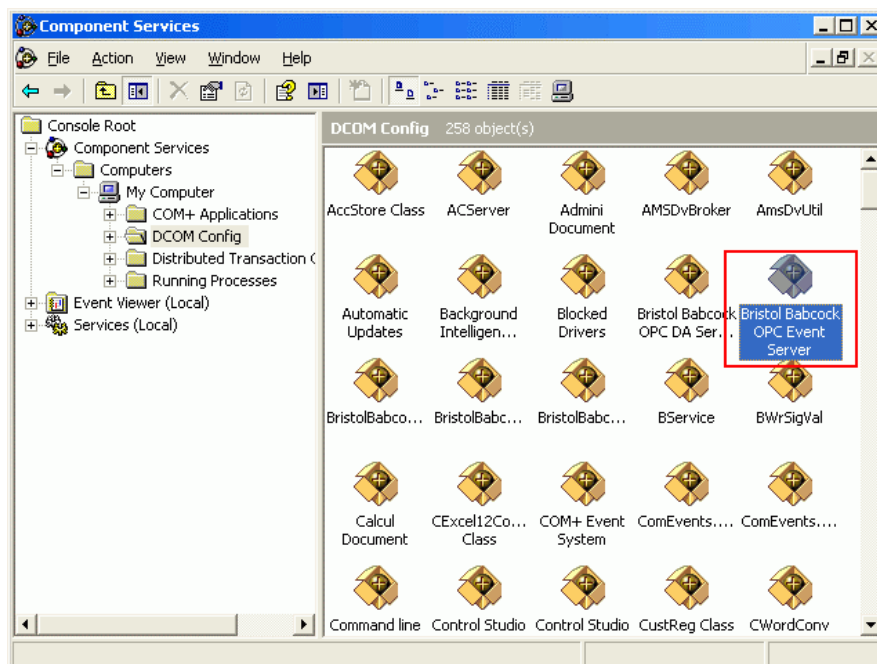 Component Services
File Action View Window Help
Console Root
Component Services
Computers
My Computer
COM+ Applications
DCOM Config
Distributed Transaction C
Running Processes
Event Viewer (Local)
Services (Local)
DCOM Config 258 object(s)
AccStore Class
ACServer
Admini
Document
AMSDvBroker
AmsDvUtil
Automatic
Updates
Background
Intelligen...
Blocked
Drivers
Bristol Babcock
OPC DA Ser...
Bristol Babcock
OPC Event
Server
BristolBabco...
BristolBabc...
BristolBabc...
BService
BWrSigVal
Calcul
Document
CExcel12Co...
Class
COM+ Event
System
ComEvents....
ComEvents....
Command line
Control Studio
Control Studio
CustReg Class
CWordConv